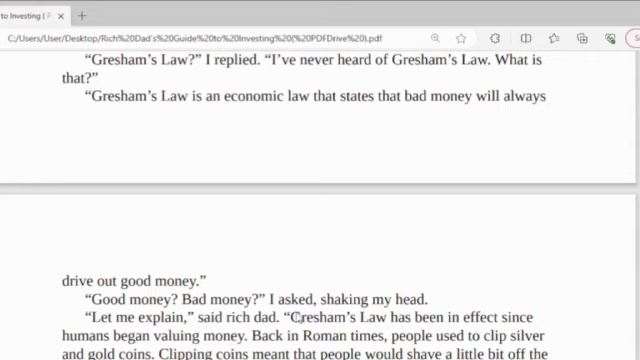 to Investing ( F
C:/Users/User/Desktop/Rich%20Dad's%20Guide%20to%20Investing%20(%20PDFDrive%20).pdf
“Gresham’s Law?” I replied. “I’ve never heard of Gresham’s Law. What is
that?”
“Gresham’s Law is an economic law that states that bad money will always
drive out good money.”
“Good money? Bad money?” I asked, shaking my head.
“Let me explain,” said rich dad. “Gresham’s Law has been in effect since
humans began valuing money. Back in Roman times, people used to clip silver
and gold coins. Clipping coins meant that people would shave a little bit off the